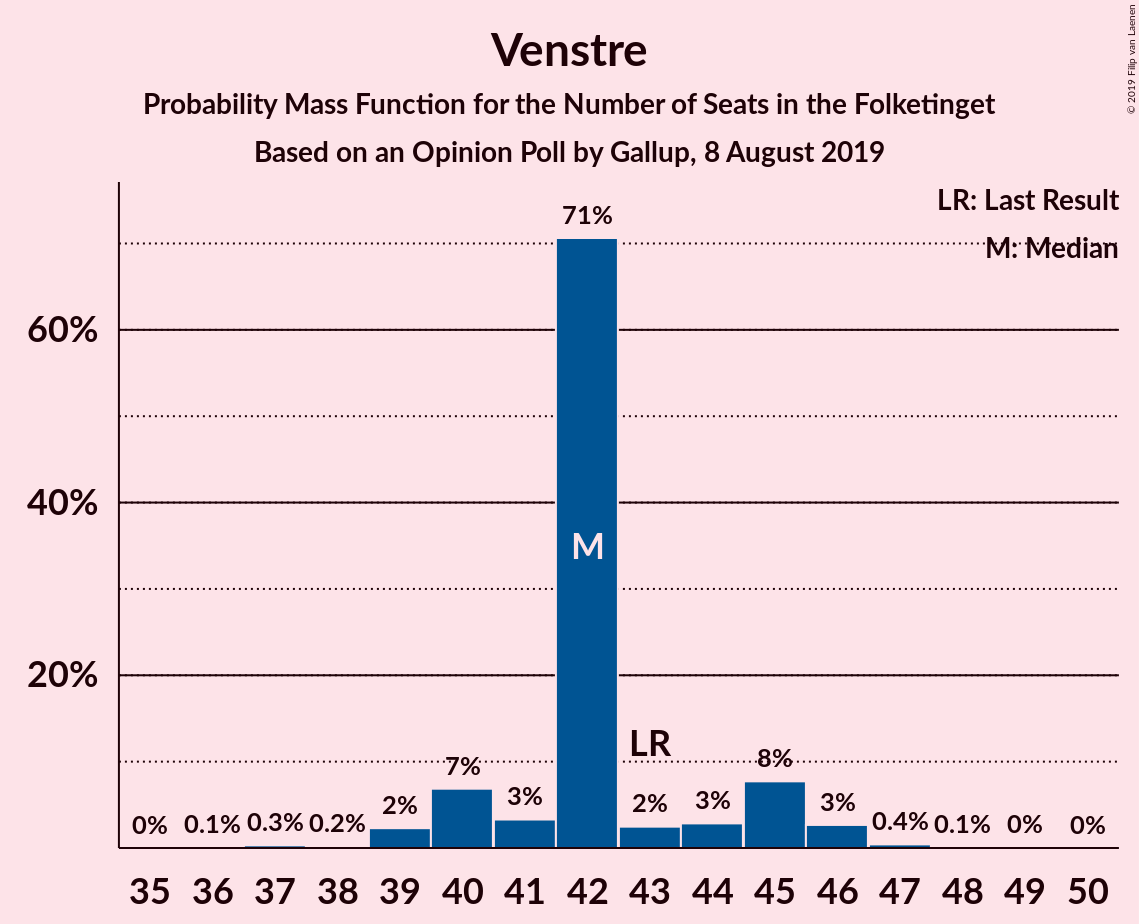 Venstre
Probability Mass Function for the Number of Seats in the Folketinget
Based on an Opinion Poll by Gallup, 8 August 2019
© 2019 Filip van Laenen
LR: Last Result
M: Median
60%
40%
20%
0% 0.1% 0.3% 0.2% 2% 7% 3% 71% 2% 3% 8% 3% 0.4% 0.1% 0% 0%
M
LR
35 36 37 38 39 40 41 42 43 44 45 46 47 48 49 50